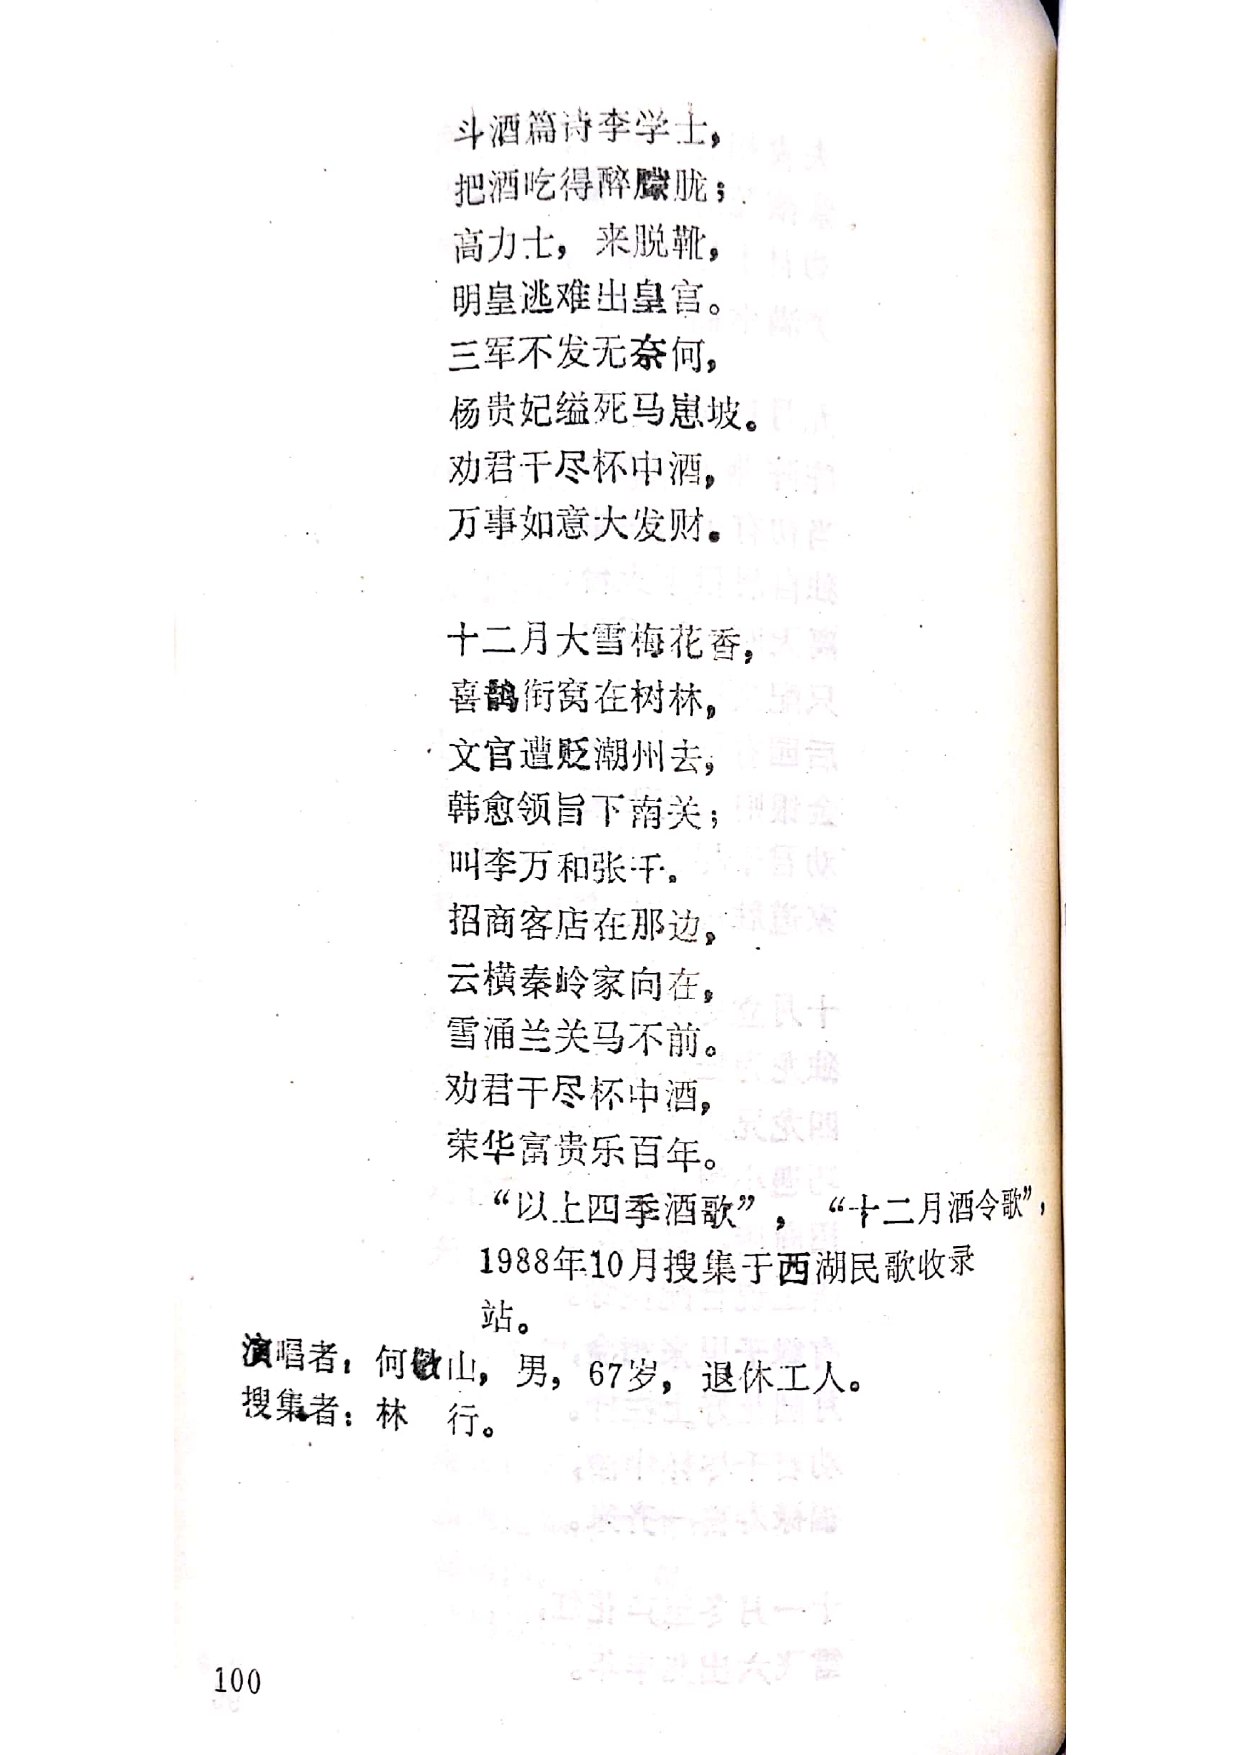 斗酒篇诗李学士，
把酒吃得醉朦胧；
高力士，来脱靴，
明皇逃难出皇宫。
三军不发无奈何，
杨贵妃缢死马嵬坡。
劝君干尽杯中酒，
万事如意大发财。
十二月大雪梅花香，
喜鹊衔窝在树林，
文官遭贬潮州去，
韩愈领旨下南关；
叫李万和张千。
招商客店在那边，
云横秦岭家向在，
雪涌兰关马不前。
劝君干尽杯中酒，
荣华富贵乐百年。
“以上四季酒歌”，“十二月酒令歌”，
1988年10月搜集于西湖民歌收录
站。
演唱者：何敏山，男，67岁，退休工人。
搜集者：林　行。
100